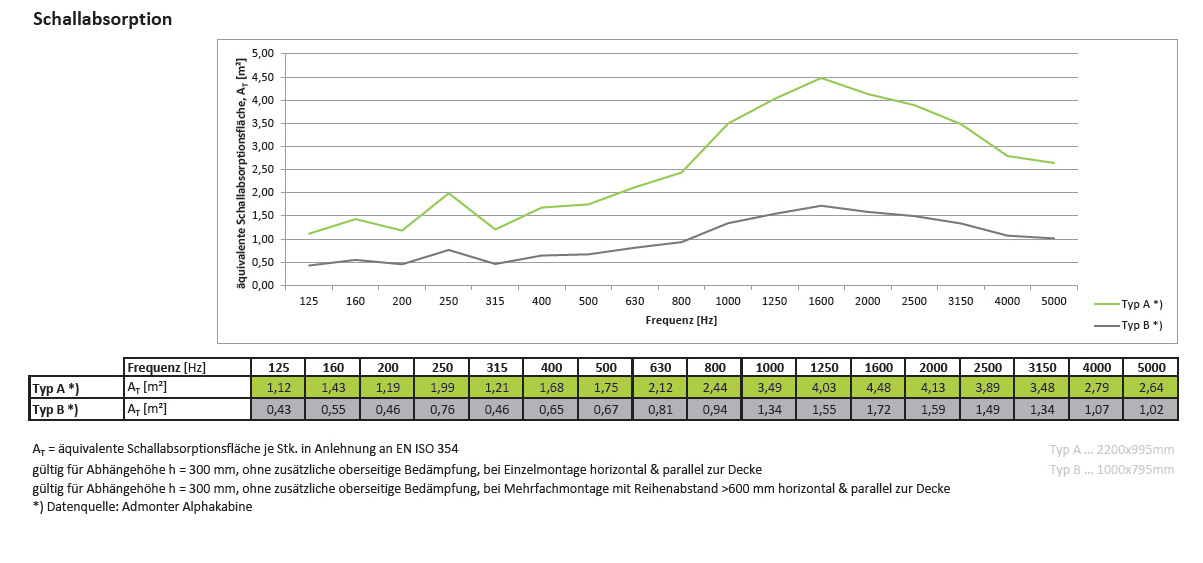 Schallabsorption
äquivalente Schallabsorptionsfläche, AT [m²]
5,00
4,50
4,00
3,50
3,00
2,50
2,00
1,50
1,00
0,50
0,00
125 160 200 250 315 400 500 630 800 1000 1250 1600 2000 2500 3150 4000 5000
Frequenz [Hz]
Typ A *)
Typ B *)
Frequenz [Hz] 125 160 200 250 315 400 500 630 800 1000 1250 1600 2000 2500 3150 4000 5000
Typ A *) AT [m²] 1,12 1,43 1,19 1,99 1,21 1,68 1,75 2,12 2,44 3,49 4,03 4,48 4,13 3,89 3,48 2,79 2,64
Typ B *) AT [m²] 0,43 0,55 0,46 0,76 0,46 0,65 0,67 0,81 0,94 1,34 1,55 1,72 1,59 1,49 1,34 1,07 1,02
AT = äquivalente Schallabsorptionsfläche je Stk. in Anlehnung an EN ISO 354
gültig für Abhängehöhe h = 300 mm, ohne zusätzliche oberseitige Bedämpfung, bei Einzelmontage horizontal & parallel zur Decke
gültig für Abhängehöhe h = 300 mm, ohne zusätzliche oberseitige Bedämpfung, bei Mehrfachmontage mit Reihenabstand >600 mm horizontal & parallel zur Decke
*) Datenquelle: Admonter Alphakabine
Typ A ... 2200x995mm
Typ B ... 1000x795mm